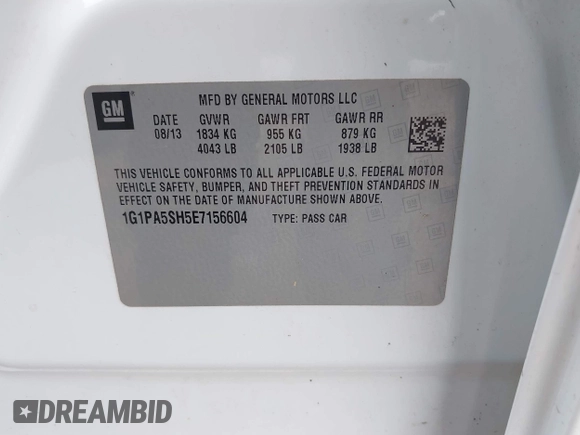 GM
MFD BY GENERAL MOTORS LLC
DATE GVWR GAWR FRT GAWR RR
08/13 1834 KG 955 KG 879 KG
4043 LB 2105 LB 1938 LB
THIS VEHICLE CONFORMS TO ALL APPLICABLE U.S. FEDERAL MOTOR
VEHICLE SAFETY, BUMPER, AND THEFT PREVENTION STANDARDS IN
EFFECT ON THE DATE OF MANUFACTURE SHOWN ABOVE.
1G1PA5SH5E7156604 TYPE: PASS CAR
DREAMBID